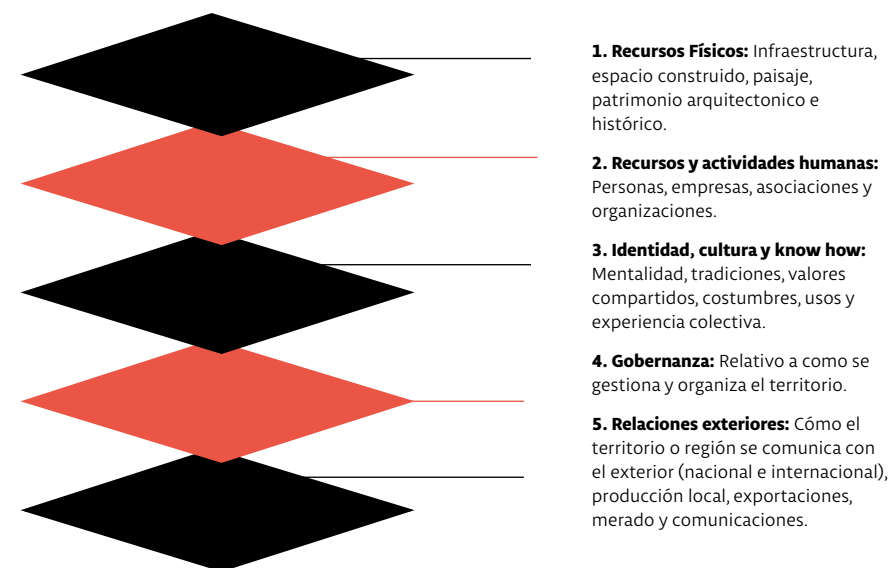 1. Recursos Físicos: Infraestructura,
espacio construido, paisaje,
patrimonio arquitectonico e
histórico.
2. Recursos y actividades humanas:
Personas, empresas, asociaciones y
organizaciones.
3. Identidad, cultura y know how:
Mentalidad, tradiciones, valores
compartidos, costumbres, usos y
experiencia colectiva.
4. Gobernanza: Relativo a como se
gestiona y organiza el territorio.
5. Relaciones exteriores: Cómo el
territorio o región se comunica con
el exterior (nacional e internacional),
producción local, exportaciones,
merado y comunicaciones.